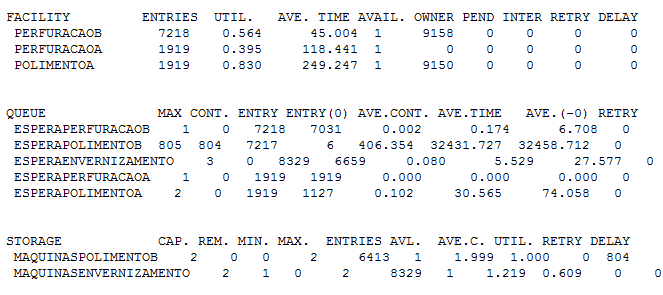 FACILITY ENTRIES UTIL. AVE. TIME AVAIL. OWNER PEND INTER RETRY DELAY
PERFURACAOB 7218 0.564 45.004 1 9158 0 0 0 0
PERFURACAOA 1919 0.395 118.441 1 0 0 0 0 0
POLIMENTOA 1919 0.830 249.247 1 9150 0 0 0 0
QUEUE MAX CONT. ENTRY ENTRY(0) AVE.CONT. AVE.TIME AVE.(-0) RETRY
ESPERAPERFURACAOB 1 0 7218 7031 0.002 0.174 6.708 0
ESPERAPOLIMENTOB 805 804 7217 6 406.354 32431.727 32458.712 0
ESPERAENVERNIZAMENTO 3 0 8329 6659 0.080 5.529 27.577 0
ESPERAPERFURACAOA 1 0 1919 1919 0.000 0.000 0.000 0
ESPERAPOLIMENTOA 2 0 1919 1127 0.102 30.565 74.058 0
STORAGE CAP. REM. MIN. MAX. ENTRIES AVL. AVE.C. UTIL. RETRY DELAY
MAQUINASPOLIMENTOB 2 0 0 2 6413 1 1.999 1.000 0 804
MAQUINASENVERNIZAMENTO 2 1 0 2 8329 1 1.219 0.609 0 0